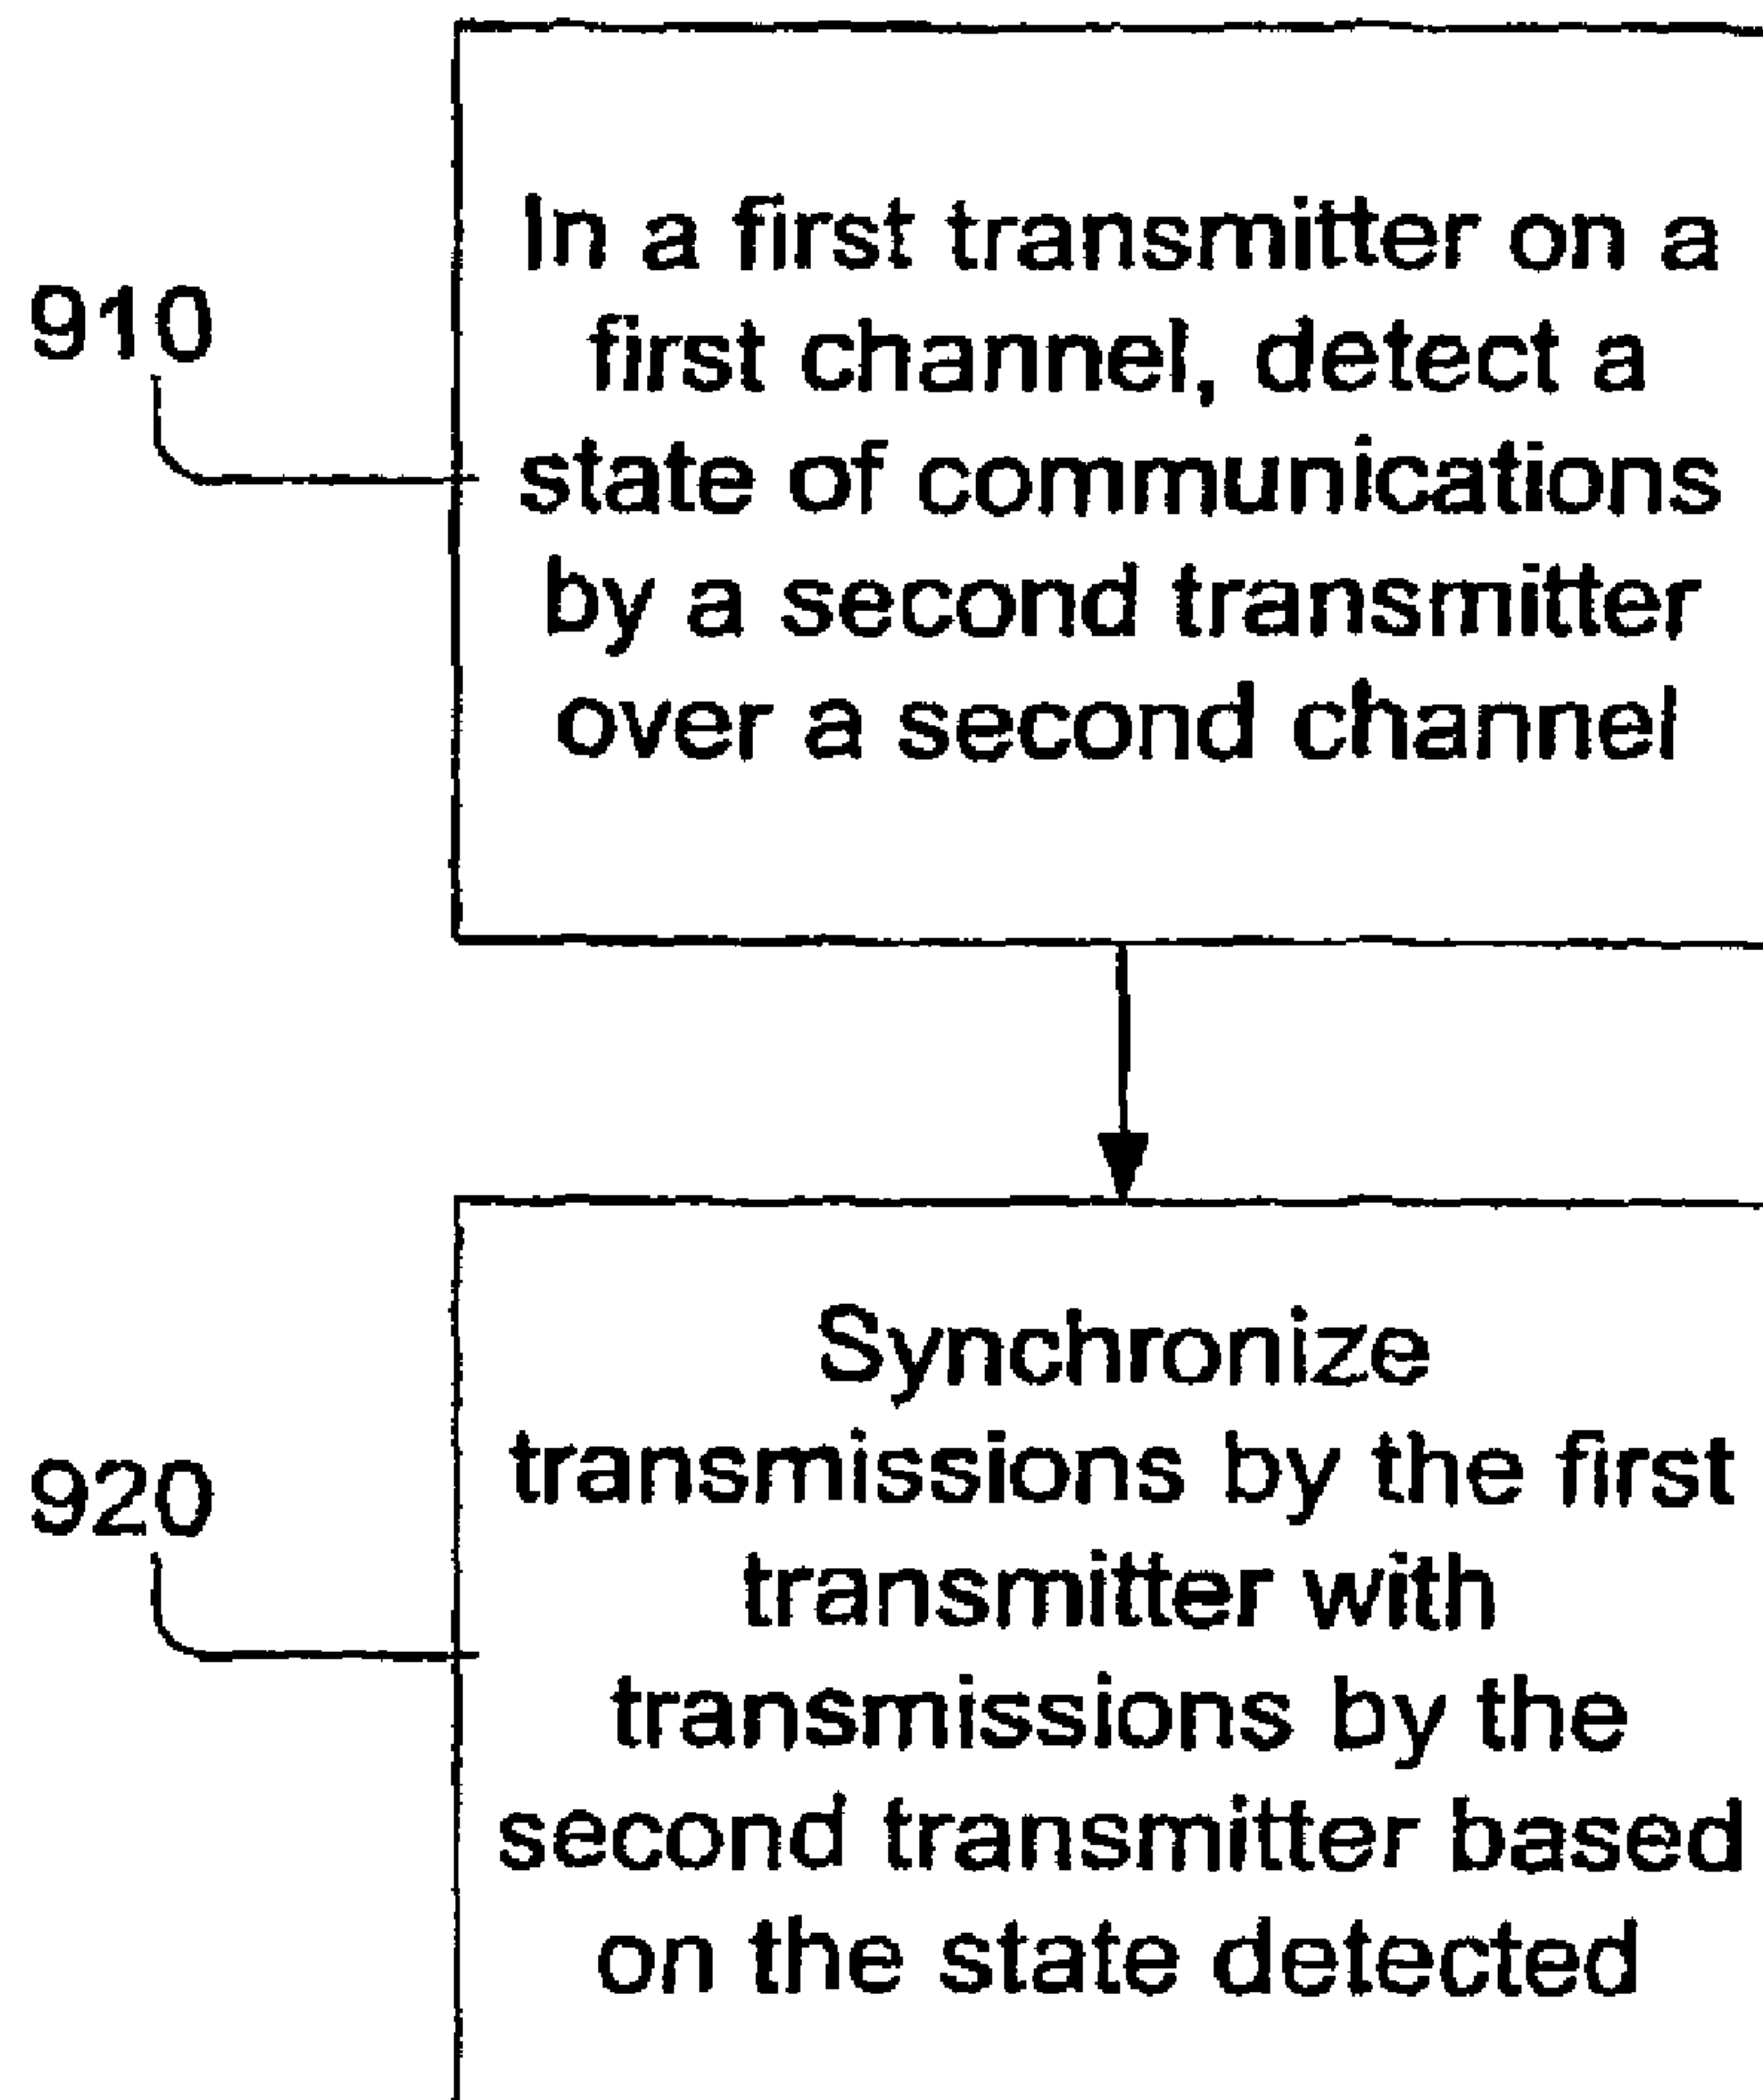 910
In a first transmitter on a
first channel, detect a
state of communications
by a second transmitter
over a second channel
920
Synchronize
transmissions by the first
transmitter with
transmissions by the
second transmitter based
on the state detected